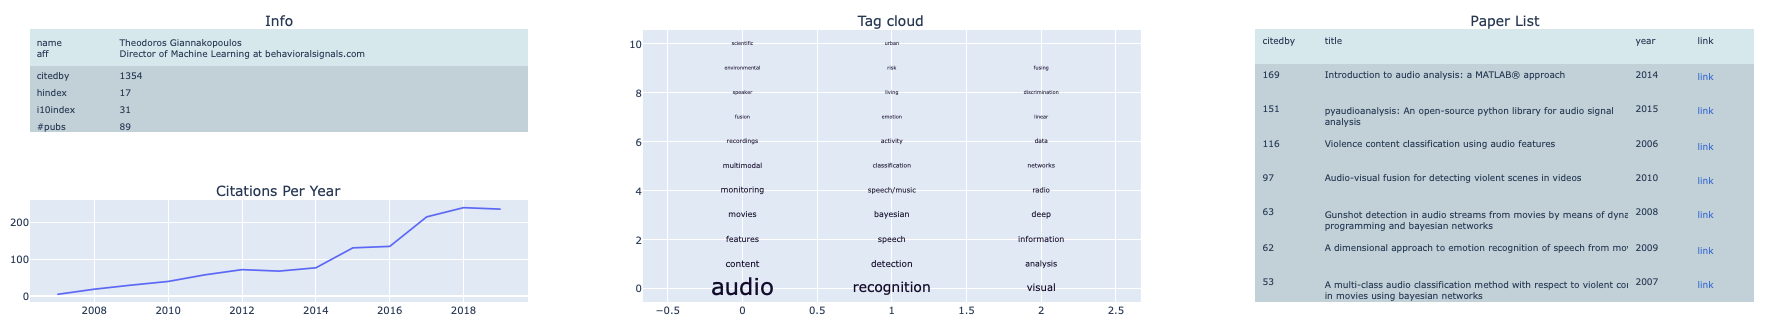 Info
name Theodoros Giannakopoulos
aff Director of Machine Learning at behavioralsignals.com
citedby 1354
hindex 17
i10index 31
#pubs 89
Citations Per Year
200
100
0
2008 2010 2012 2014 2016 2018
Tag cloud
10 scientific urban
environmental risk fusing
8 speaker living discrimination
fusion emotion linear
6 recordings activity data
multimodal classification networks
4 monitoring speech/music radio
movies bayesian deep
2 features speech information
content detection analysis
0 audio recognition visual
−0.5 0 0.5 1 1.5 2 2.5
Paper List
citedby title year link
169 Introduction to audio analysis: a MATLAB® approach 2014 link
151 pyaudioanalysis: An open-source python library for audio signal 2015 link
analysis
116 Violence content classification using audio features 2006 link
97 Audio-visual fusion for detecting violent scenes in videos 2010 link
63 Gunshot detection in audio streams from movies by means of dyna 2008 link
programming and bayesian networks
62 A dimensional approach to emotion recognition of speech from mov 2009 link
53 A multi-class audio classification method with respect to violent cor 2007 link
in movies using bayesian networks